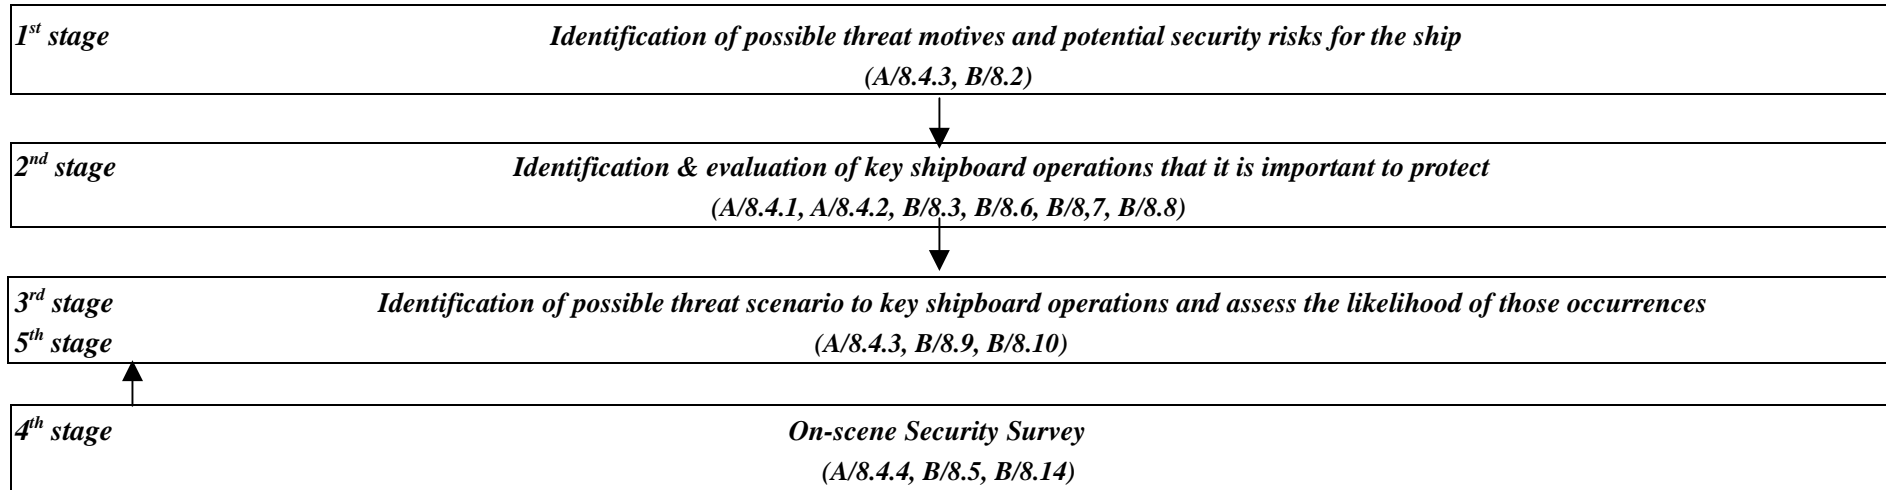 1st stage Identification of possible threat motives and potential security risks for the ship
(A/8.4.3, B/8.2)
2nd stage Identification & evaluation of key shipboard operations that it is important to protect
(A/8.4.1, A/8.4.2, B/8.3, B/8.6, B/8,7, B/8.8)
3rd stage Identification of possible threat scenario to key shipboard operations and assess the likelihood of those occurrences
5th stage (A/8.4.3, B/8.9, B/8.10)
4th stage On-scene Security Survey
(A/8.4.4, B/8.5, B/8.14)